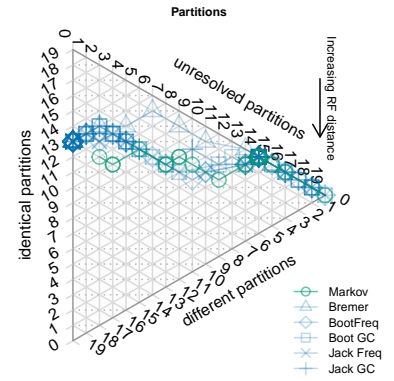 Partitions
0 1 2 3 4 5 6 7 8 9 10 11 12 13 14 15 16 17 18 19
unresolved partitions
Increasing RF distance
19
18
17
16
15
14
13
12
11
10
9
8
7
6
5
4
3
2
1
0
identical partitions
19 18 17 16 15 14 13 12 11 10 9 8 7 6 5 4 3 2 1 0
different partitions
Markov
Bremer
BootFreq
Boot GC
Jack Freq
Jack GC